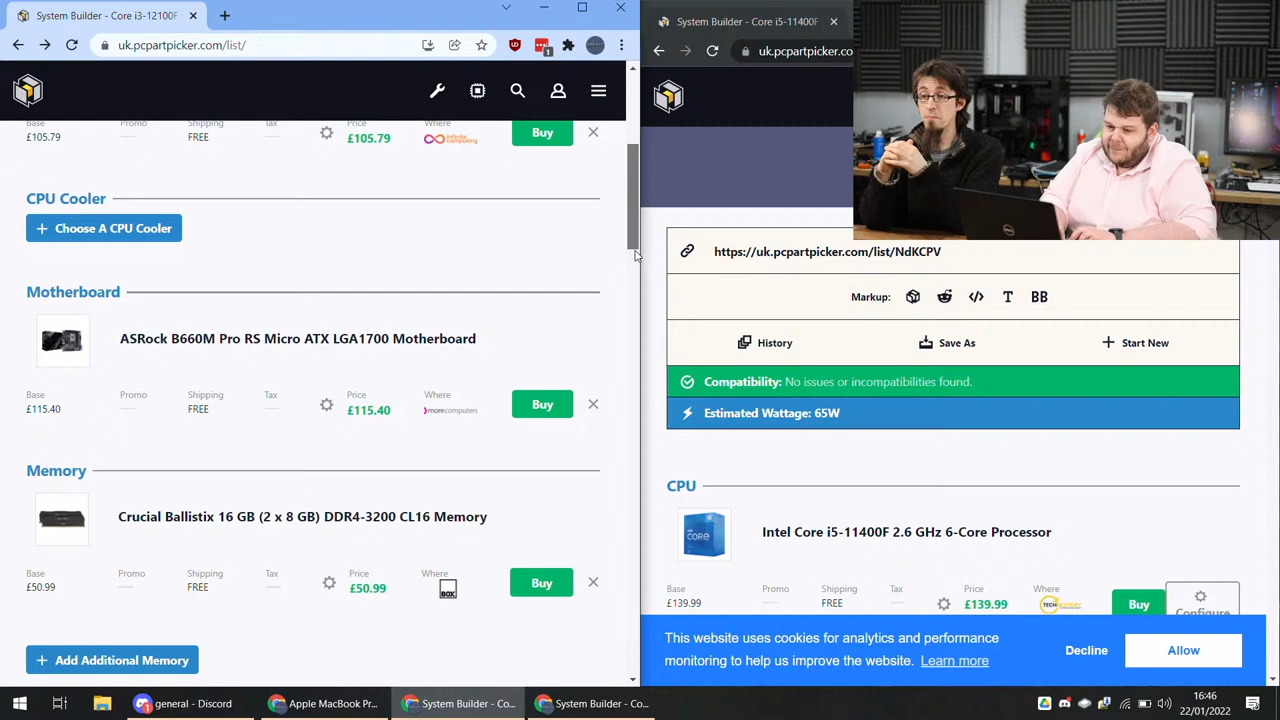 System Builder - Core i3-12100F
System Builder - Core i5-11400F
uk.pcpartpicker.com/list/
1
uk.pcpartpicker.co
Base
Promo
Shipping
Tax
Price
Where
£105.79
FREE
£105.79
infinite computing
Buy
CPU Cooler
+ Choose A CPU Cooler
Motherboard
ASRock B660M Pro RS Micro ATX LGA1700 Motherboard
Base
Promo
Shipping
Tax
Price
Where
£115.40
FREE
£115.40
morecomputers
Buy
Memory
Crucial Ballistix 16 GB (2 x 8 GB) DDR4-3200 CL16 Memory
Base
Promo
Shipping
Tax
Price
Where
£50.99
FREE
£50.99
BOX
Buy
+ Add Additional Memory
https://uk.pcpartpicker.com/list/NdKCPV
Markup:
T
BB
History
Save As
+ Start New
Compatibility: No issues or incompatibilities found.
Estimated Wattage: 65W
CPU
core
Intel Core i5-11400F 2.6 GHz 6-Core Processor
Base
Promo
Shipping
Tax
Price
Where
£139.99
FREE
£139.99
Buy
Configure
This website uses cookies for analytics and performance
monitoring to help us improve the website. Learn more
Decline
Allow
general - Discord
Apple MacBook Pr...
System Builder - Co...
System Builder - Co...
16:46
22/01/2022